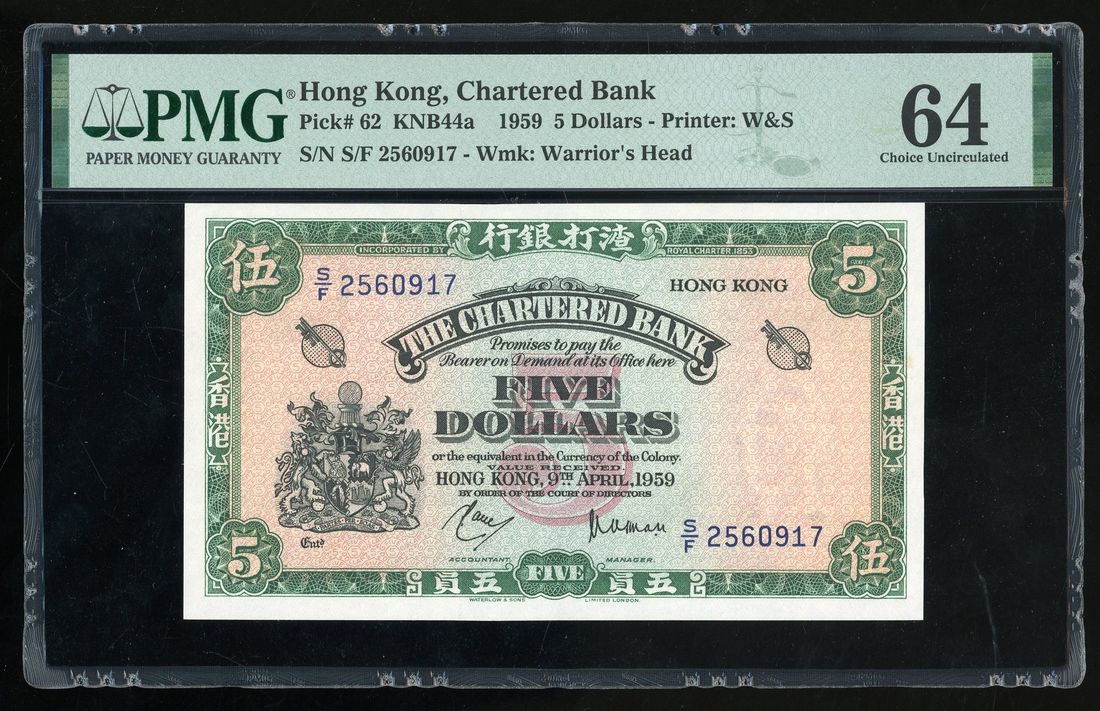 PMG®
PAPER MONEY GUARANTY
Hong Kong, Chartered Bank
Pick# 62 KNB44a 1959 5 Dollars - Printer: W&S
S/N S/F 2560917 - Wmk: Warrior's Head
64
Choice Uncirculated
行銀打渣
INCORPORATED BY
ROYAL CHARTER 1853
伍
5
S/F 2560917
HONG KONG
THE CHARTERED BANK
Promises to pay the
Bearer on Demand at its Office here
5
FIVE
DOLLARS
香港
香港
or the equivalent in the Currency of the Colony.
VALUE RECEIVED
HONG KONG, 9TH APRIL, 1959
BY ORDER OF THE COURT OF DIRECTORS
Entd
S/F 2560917
ACCOUNTANT
MANAGER.
5
伍
員五
FIVE
員五
WATERLOW & SONS
LIMITED LONDON.